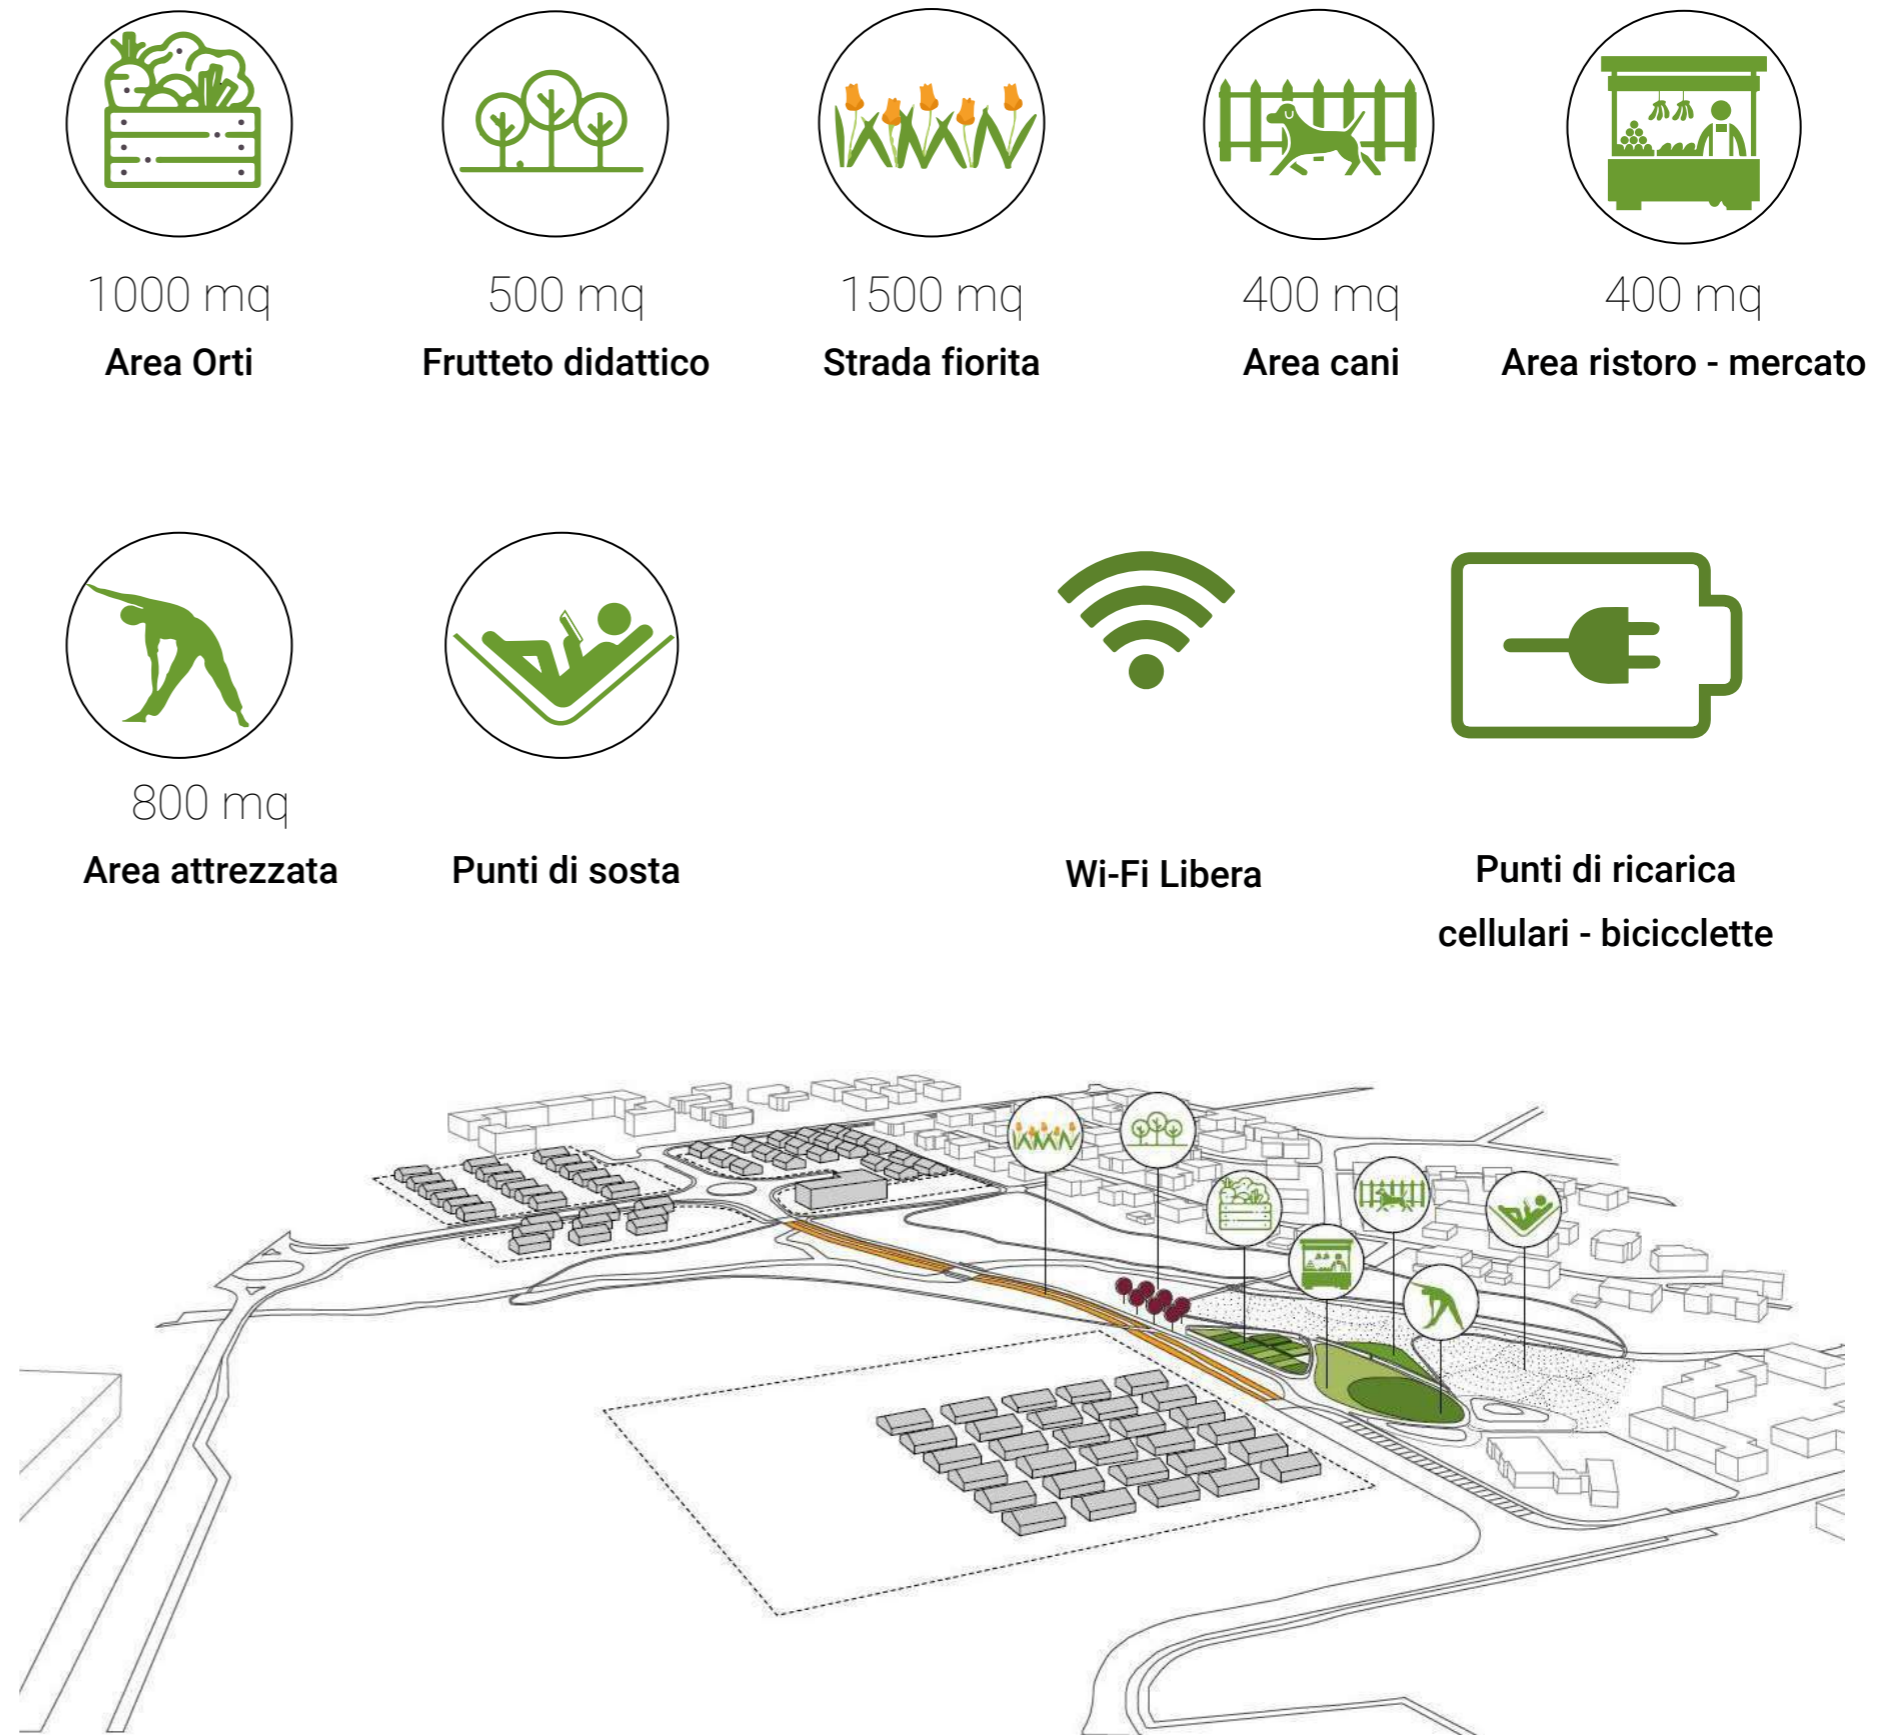 1000 mq
500 mq
1500 mq
400 mq
400 mq
Area Orti
Frutteto didattico
Strada fiorita
Area cani
Area ristoro - mercato
800 mq
Area attrezzata
Punti di sosta
Wi-Fi Libera
Punti di ricarica
cellulari - bicicclette